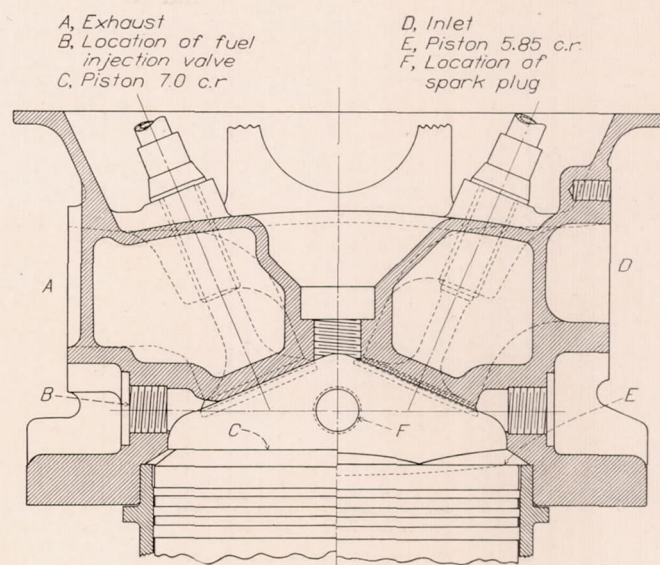 A, Exhaust
B, Location of fuel
injection valve
C, Piston 7.0 c.r
D, Inlet
E, Piston 5.85 c.r.
F, Location of
spark plug
A
D
B
E
C
F